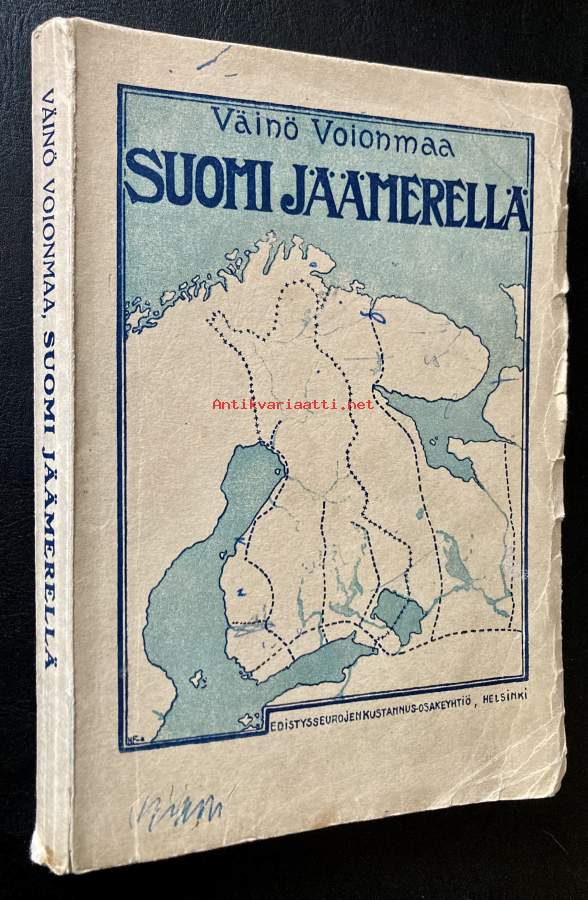 Väinö Voionmaa
SUOMI JÄÄMERELLÄ
Antikvariaatti.net
EDISTYSSEUROJEN KUSTANNUS-OSAKEYHTIÖ, HELSINKI
VÄINÖ VOIONMAA, SUOMI JÄÄMERELLÄ